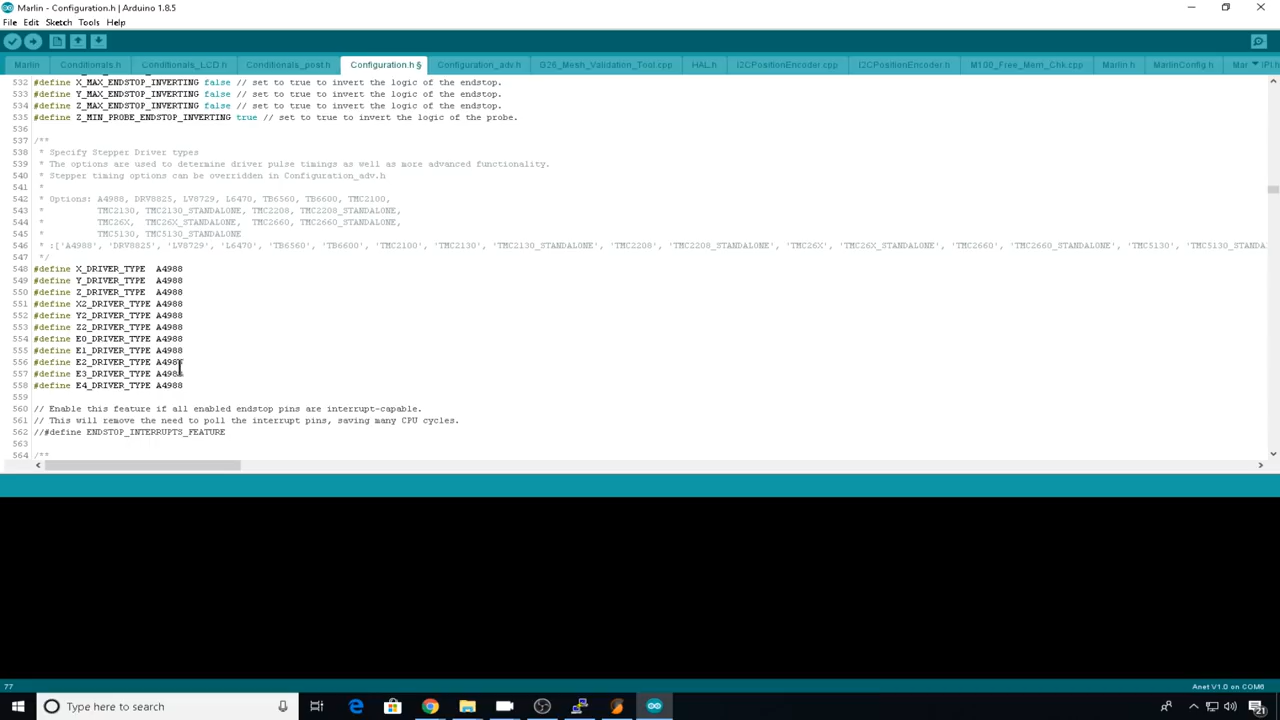 Marlin - Configuration.h | Arduino 1.8.5
File Edit Sketch Tools Help
Marlin Conditionals.h Conditionals_LCD.h Conditionals_post.h Configuration.h § Configuration_adv.h G26_Mesh_Validation_Tool.cpp HAL.h I2CPositionEncoder.cpp I2CPositionEncoder.h M100_Free_Mem_Chk.cpp Marlin.h MarlinConfig.h Mar
532 #define X_MAX_ENDSTOP_INVERTING false // set to true to invert the logic of the endstop.
533 #define Y_MAX_ENDSTOP_INVERTING false // set to true to invert the logic of the endstop.
534 #define Z_MAX_ENDSTOP_INVERTING false // set to true to invert the logic of the endstop.
535 #define Z_MIN_PROBE_ENDSTOP_INVERTING true // set to true to invert the logic of the probe.
536
537 /**
538 * Specify Stepper Driver types
539 * The options are used to determine driver pulse timings as well as more advanced functionality.
540 * Stepper timing options can be overridden in Configuration_adv.h
541 *
542 * Options: A4988, DRV8825, LV8729, L6470, TB6560, TB6600, TMC2100,
543 * TMC2130, TMC2130_STANDALONE, TMC2208, TMC2208_STANDALONE,
544 * TMC26X, TMC26X_STANDALONE, TMC2660, TMC2660_STANDALONE,
545 * TMC5130, TMC5130_STANDALONE
546 * :['A4988', 'DRV8825', 'LV8729', 'L6470', 'TB6560', 'TB6600', 'TMC2100', 'TMC2130', 'TMC2130_STANDALONE', 'TMC2208', 'TMC2208_STANDALONE', 'TMC26X', 'TMC26X_STANDALONE', 'TMC2660', 'TMC2660_STANDALONE', 'TMC5130', 'TMC5130_STANDA
547 */
548 #define X_DRIVER_TYPE A4988
549 #define Y_DRIVER_TYPE A4988
550 #define Z_DRIVER_TYPE A4988
551 #define X2_DRIVER_TYPE A4988
552 #define Y2_DRIVER_TYPE A4988
553 #define Z2_DRIVER_TYPE A4988
554 #define E0_DRIVER_TYPE A4988
555 #define E1_DRIVER_TYPE A4988
556 #define E2_DRIVER_TYPE A4988
557 #define E3_DRIVER_TYPE A4988
558 #define E4_DRIVER_TYPE A4988
559
560 // Enable this feature if all enabled endstop pins are interrupt-capable.
561 // This will remove the need to poll the interrupt pins, saving many CPU cycles.
562 //#define ENDSTOP_INTERRUPTS_FEATURE
563
564 /**
77
Anet V1.0 on COM6
Type here to search
21